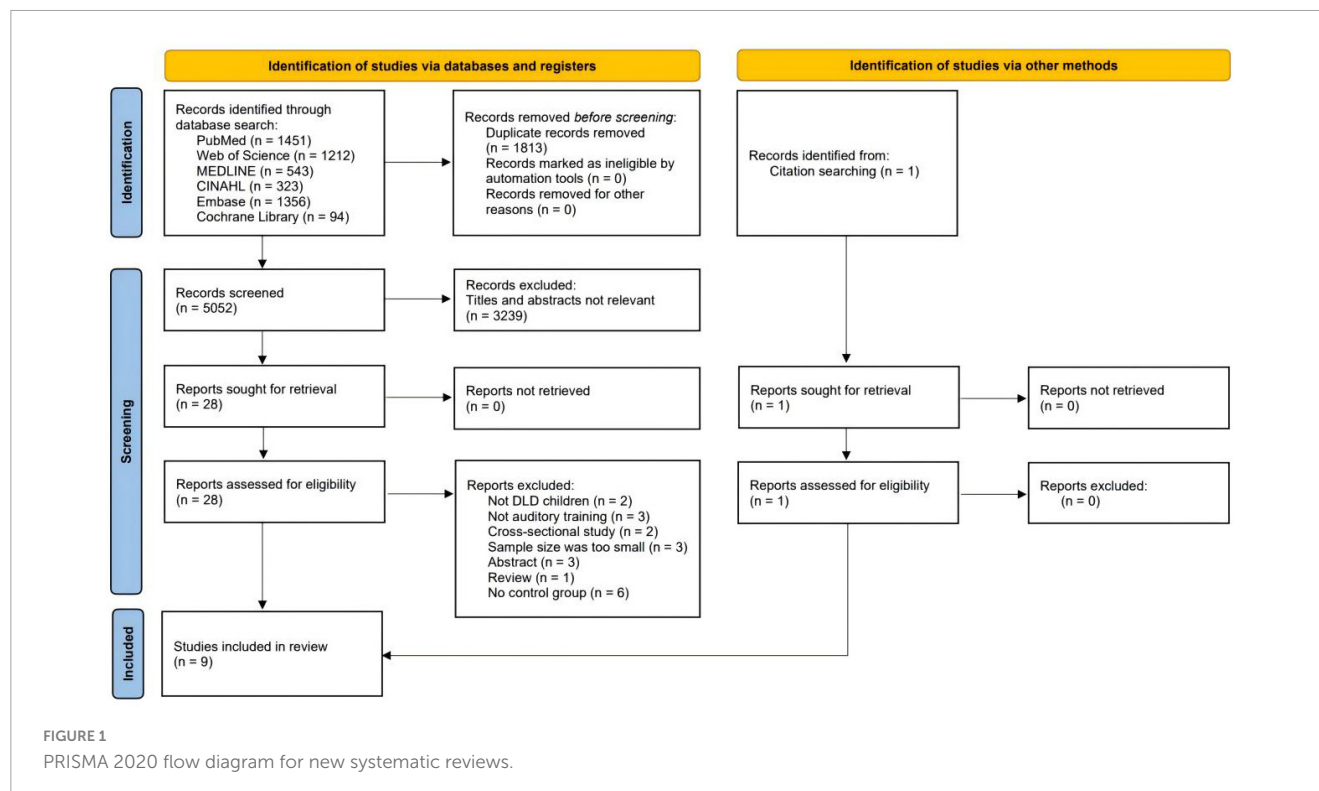 Identification of studies via databases and registers
Identification of studies via other methods
Identification
Records identified through
database search:
PubMed (n = 1451)
Web of Science (n = 1212)
MEDLINE (n = 543)
CINAHL (n = 323)
Embase (n = 1356)
Cochrane Library (n = 94)
Records removed before screening:
Duplicate records removed
(n = 1813)
Records marked as ineligible by
automation tools (n = 0)
Records removed for other
reasons (n = 0)
Records identified from:
Citation searching (n = 1)
Screening
Records screened
(n = 5052)
Records excluded:
Titles and abstracts not relevant
(n = 3239)
Reports sought for retrieval
(n = 28)
Reports not retrieved
(n = 0)
Reports sought for retrieval
(n = 1)
Reports not retrieved
(n = 0)
Reports assessed for eligibility
(n = 28)
Reports excluded:
Not DLD children (n = 2)
Not auditory training (n = 3)
Cross-sectional study (n = 2)
Sample size was too small (n = 3)
Abstract (n = 3)
Review (n = 1)
No control group (n = 6)
Reports assessed for eligibility
(n = 1)
Reports excluded:
(n = 0)
Included
Studies included in review
(n = 9)
FIGURE 1
PRISMA 2020 flow diagram for new systematic reviews.